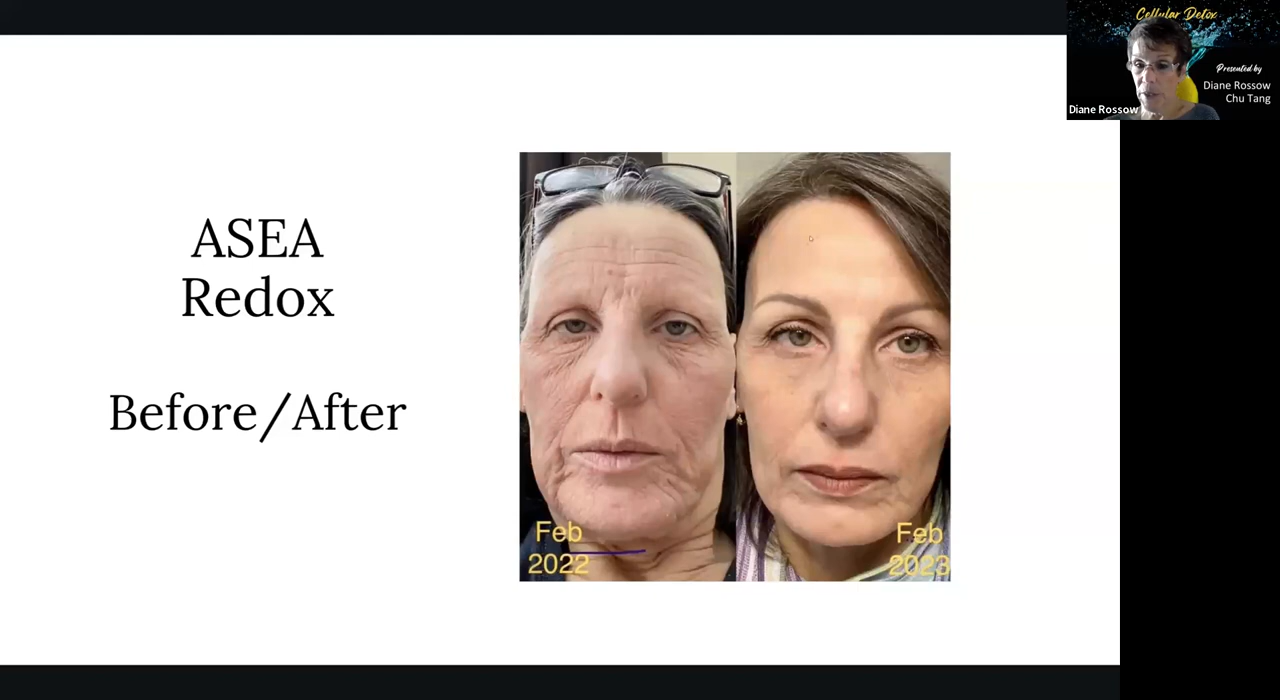 Cellular Detox
Presented by
Diane Rossow
Chu Tang
Diane Rossow
ASEA
Redox
Before/After
Feb
2022
Feb
2023